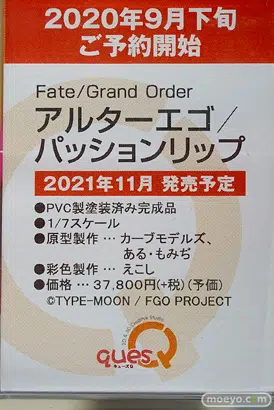 2020年9月下旬
ご予約開始
Fate/Grand Order
アルターエゴ/
パッションリップ
2021年11月 発売予定
●PVC製塗装済み完成品
●1/7スケール
●原型製作 … カーブモデルズ、
ある・もみぢ
●彩色製作 … えこし
●価格 … 37,800円(+税) (予価)
©TYPE-MOON / FGO PROJECT
quesQ
キューズQ
moeyo.com